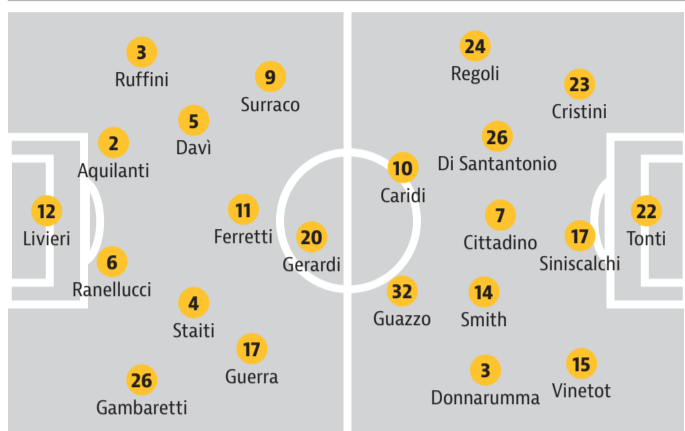 3
Ruffini
9
Surraco
5
Davì
2
Aquilanti
12
Livieri
11
Ferretti
20
Gerardi
6
Ranellucci
4
Staiti
17
Guerra
26
Gambaretti
24
Regoli
23
Cristini
26
Di Santantonio
10
Caridi
7
Cittadino
17
Siniscalchi
22
Tonti
32
Guazzo
14
Smith
3
Donnarumma
15
Vinetot